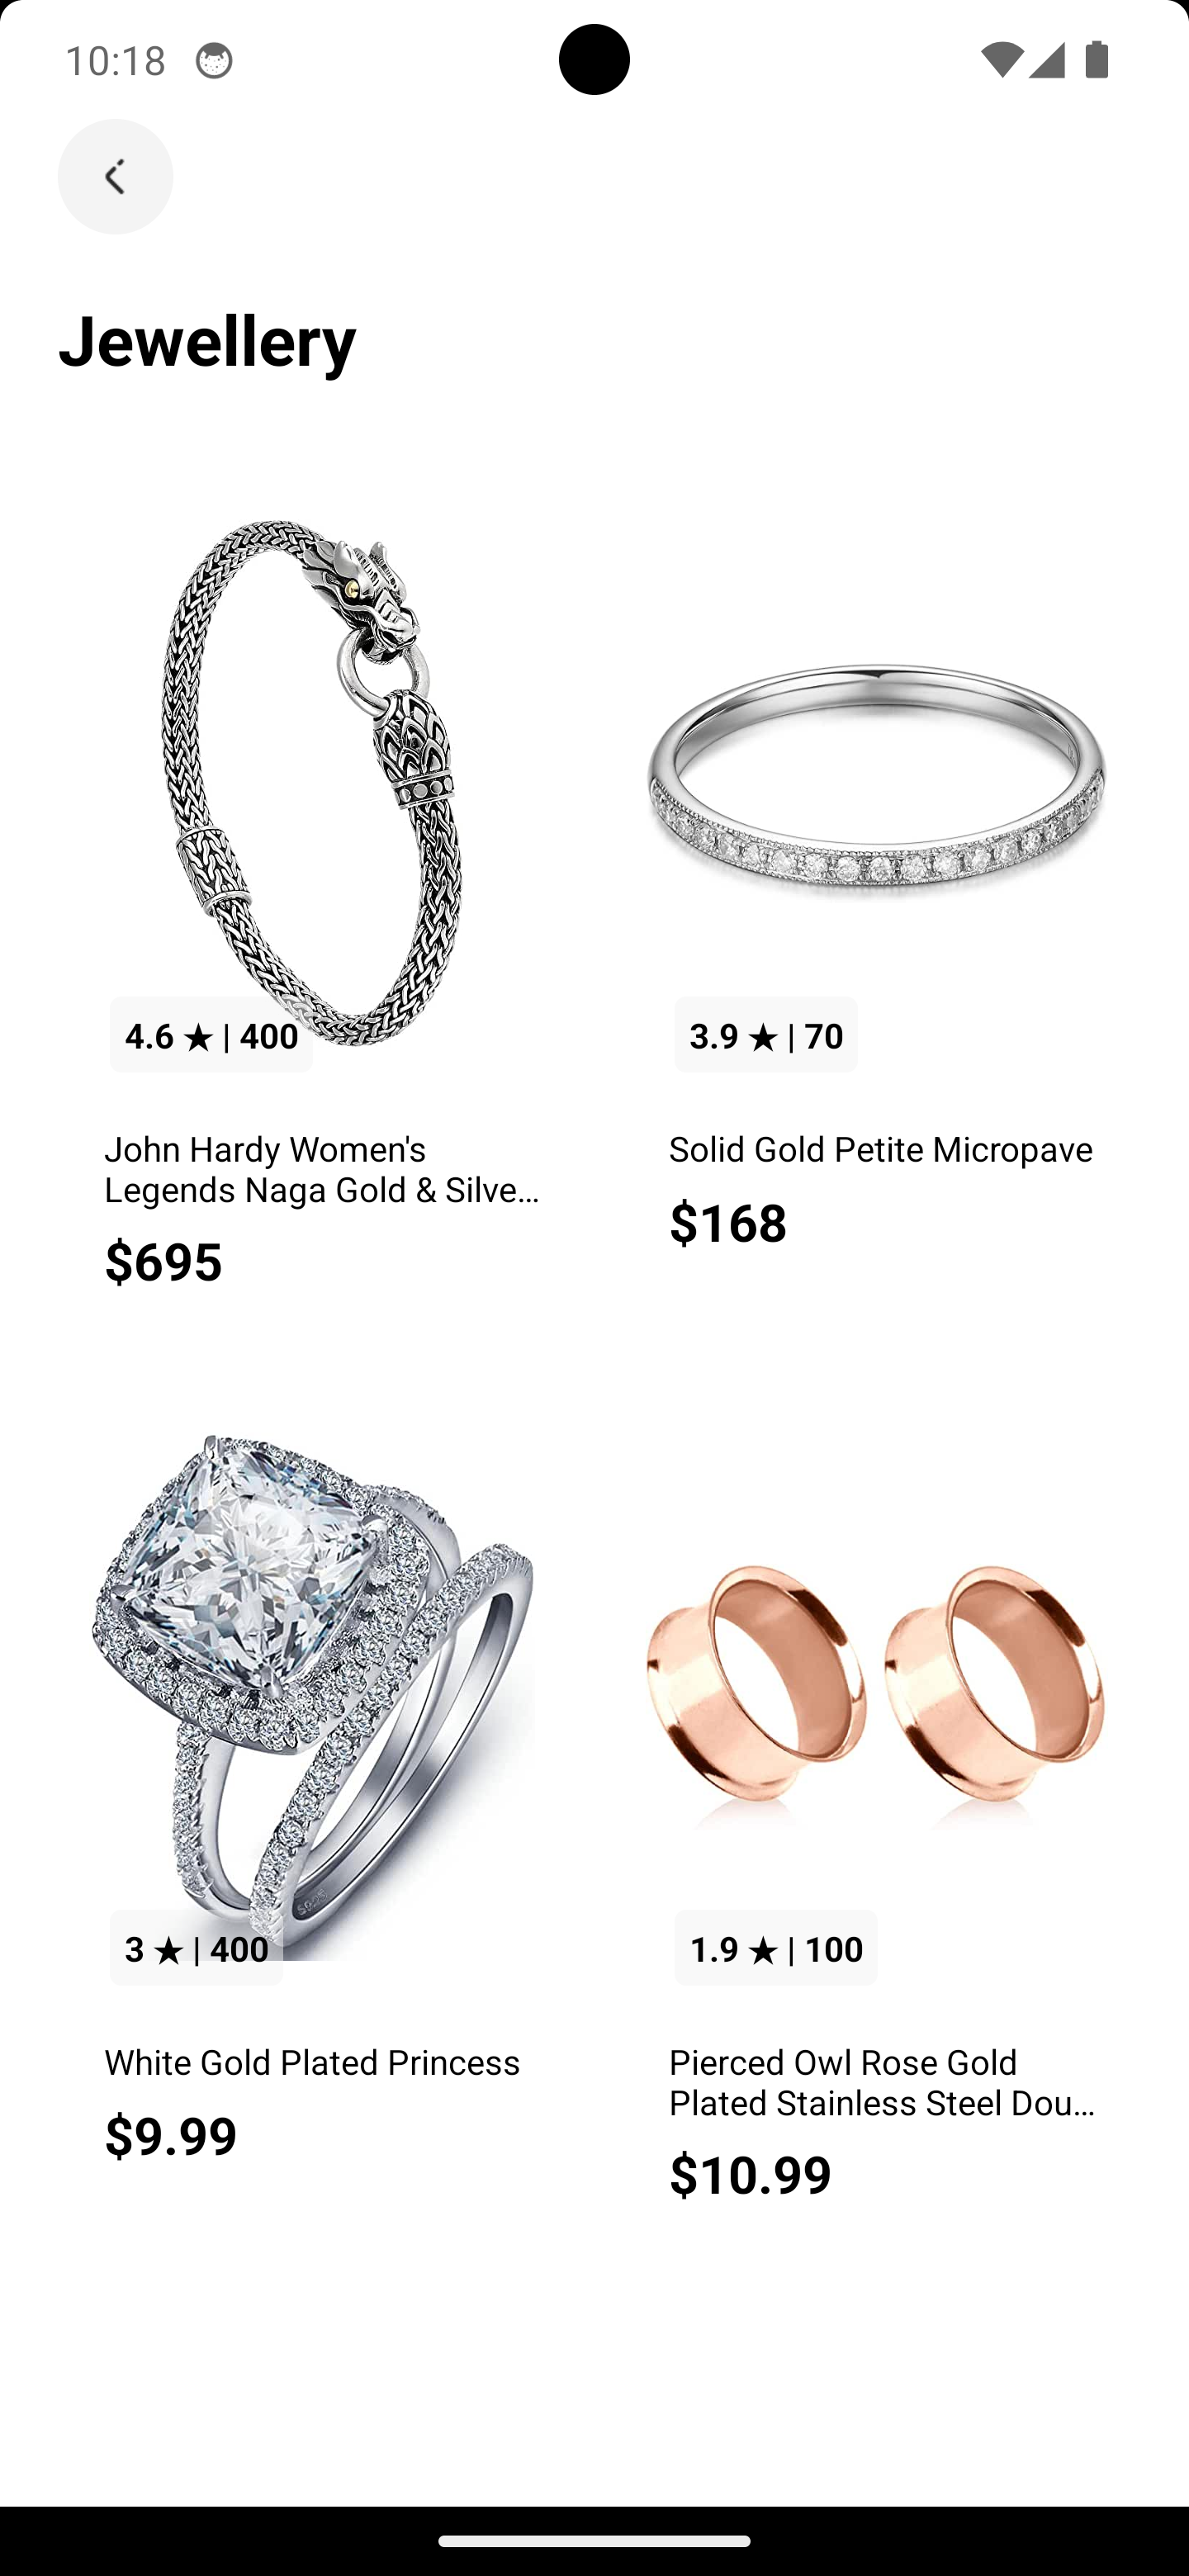 10:18
Jewellery
4.6 ★ | 400
3.9 ★ | 70
John Hardy Women's
Legends Naga Gold & Silve...
$695
Solid Gold Petite Micropave
$168
3 ★ | 400
1.9 ★ | 100
White Gold Plated Princess
$9.99
Pierced Owl Rose Gold
Plated Stainless Steel Dou...
$10.99